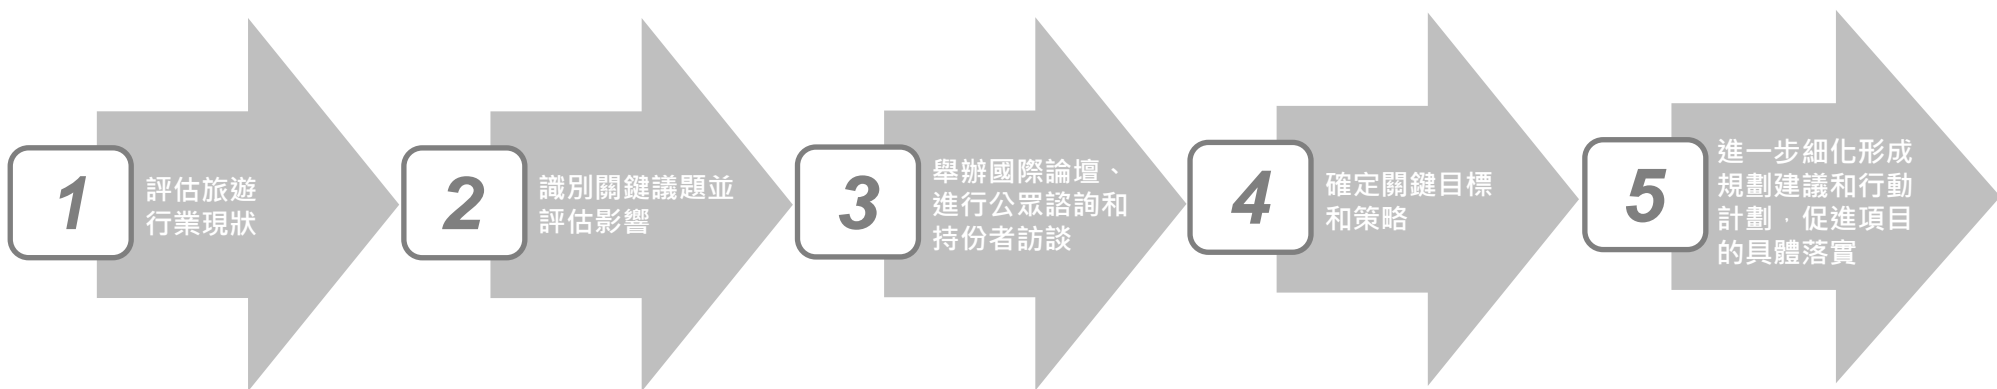 1
評估旅遊
行業現狀
2
識別關鍵議題並
評估影響
3
舉辦國際論壇、
進行公眾諮詢和
持份者訪談
4
確定關鍵目標
和策略
5
進一步細化形成
規劃建議和行動
計劃，促進項目
的具體落實